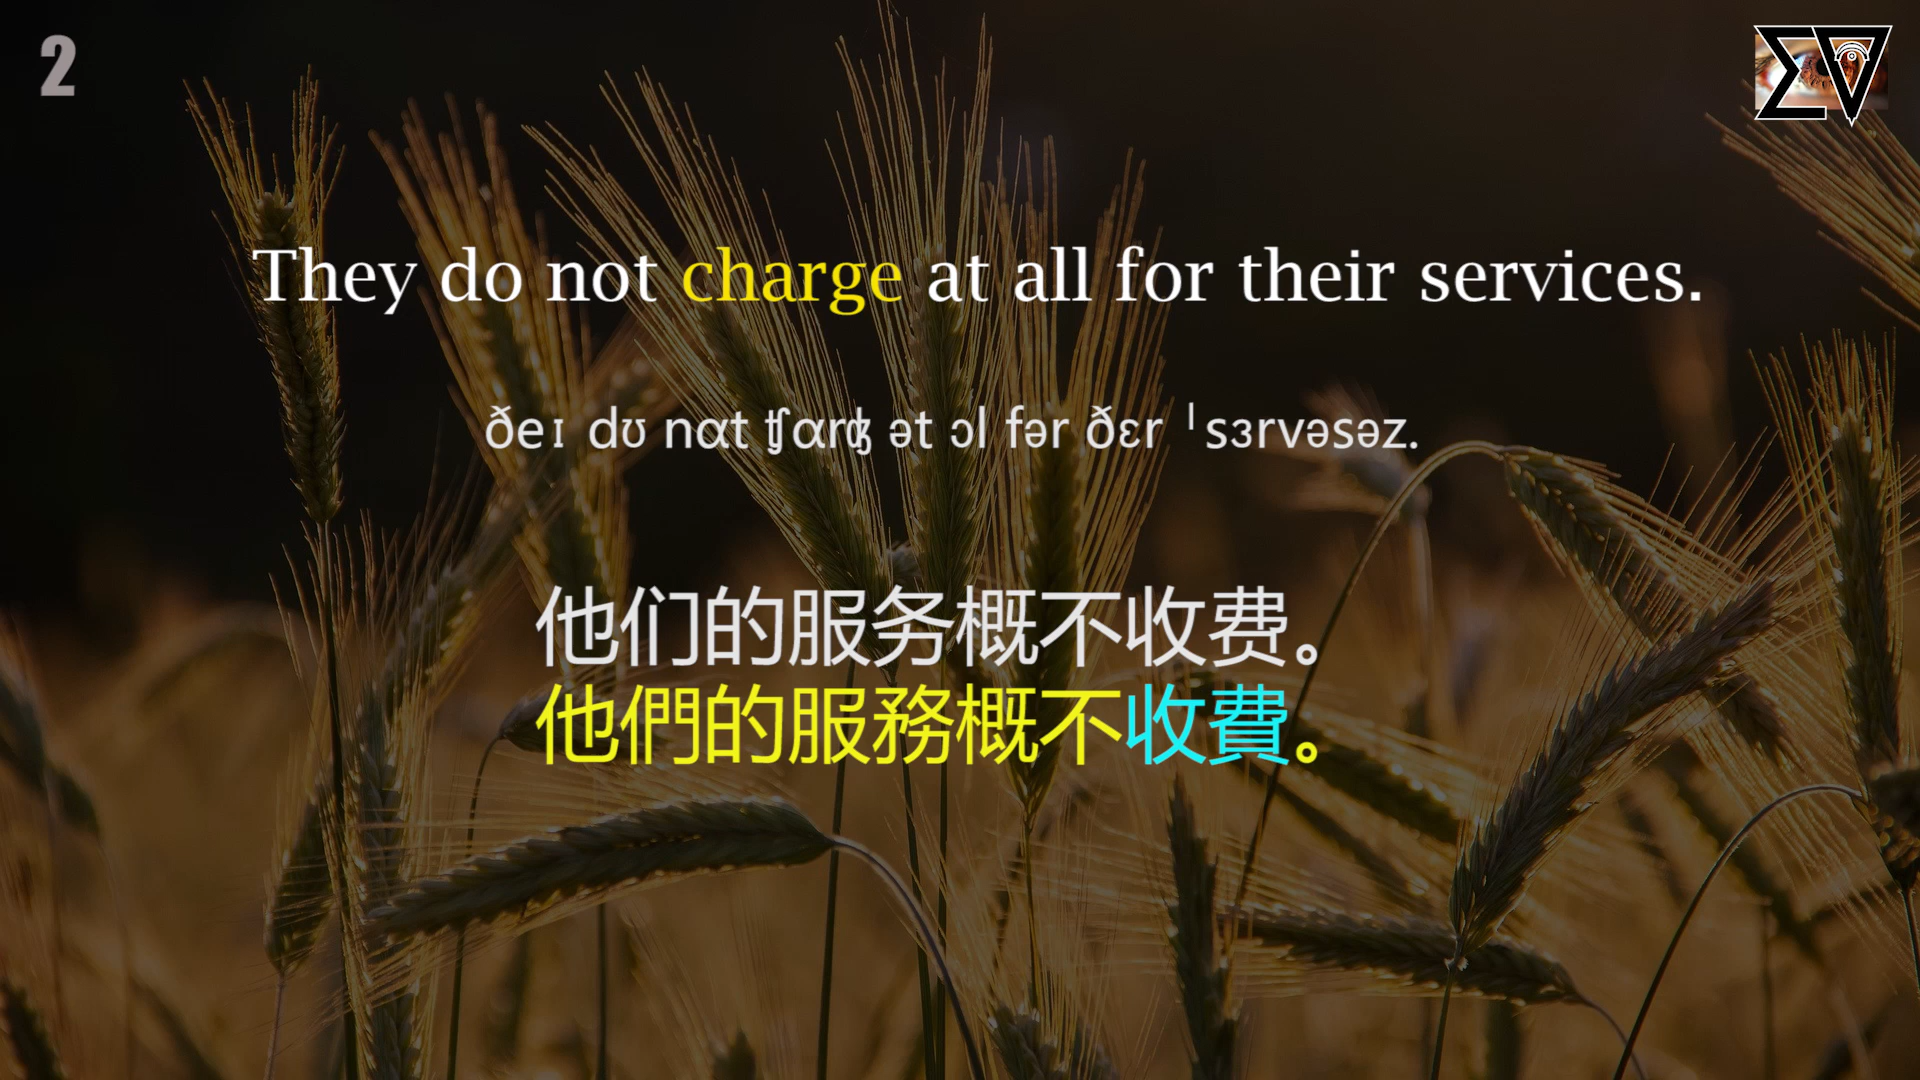 2
They do not charge at all for their services.
ðeɪ dʊ nɑt ʧɑrʤ ət ɔl fər ðɛr ˈsɜrvəsəz.
他们的服务概不收费。
他們的服務概不收費。